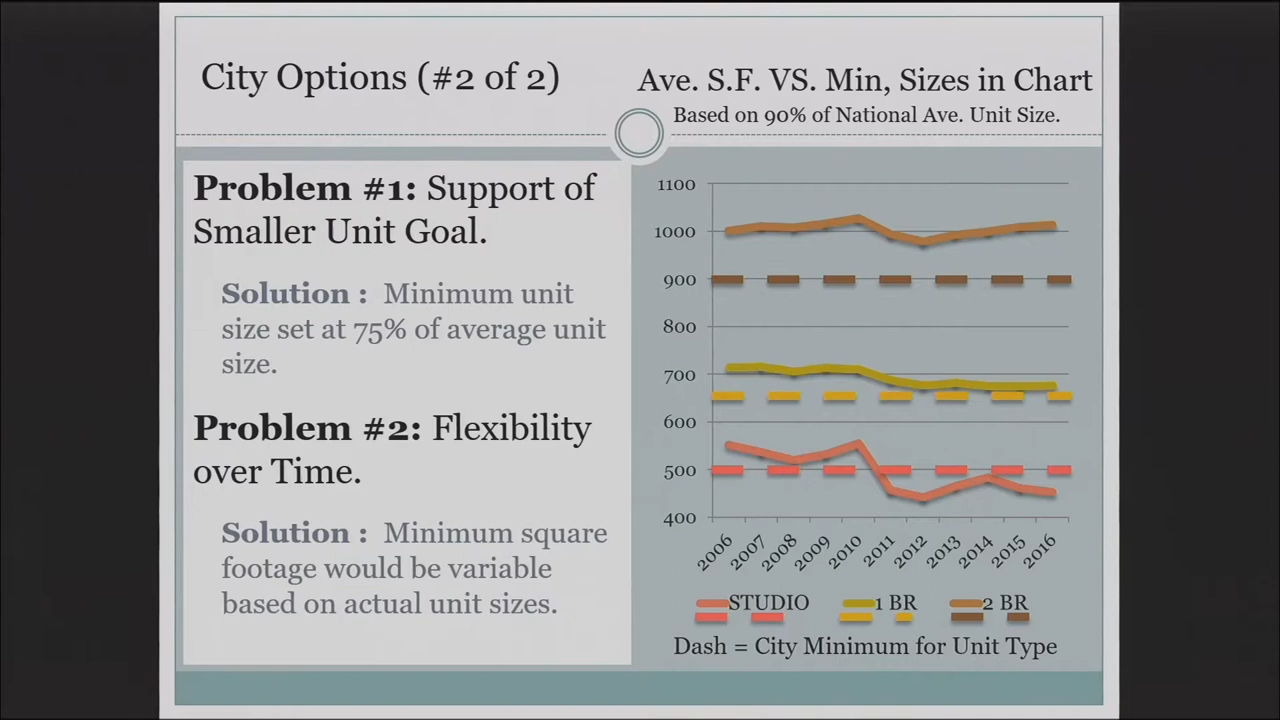 City Options (#2 of 2)
Ave. S.F. VS. Min, Sizes in Chart
Based on 90% of National Ave. Unit Size.
Problem #1: Support of
Smaller Unit Goal.
Solution : Minimum unit
size set at 75% of average unit
size.
Problem #2: Flexibility
over Time.
Solution : Minimum square
footage would be variable
based on actual unit sizes.
1100
1000
900
800
700
600
500
400
2006 2007 2008 2009 2010 2011 2012 2013 2014 2015 2016
STUDIO 1 BR 2 BR
Dash = City Minimum for Unit Type